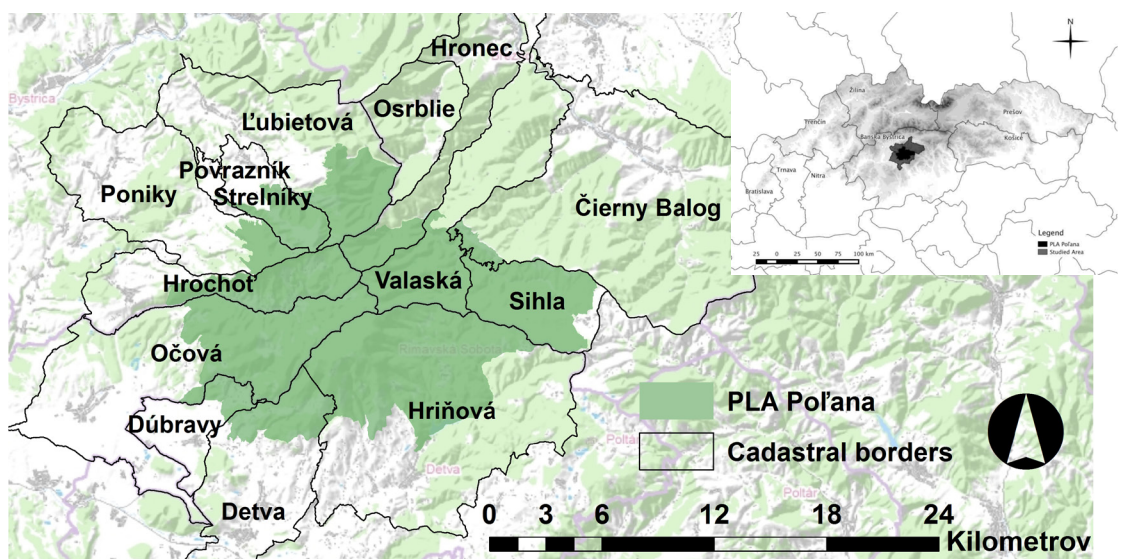 Hronec
Bystrica
Osrblie
Ľubietová
Povrazník
Strelníky
Poniky
Čierny Balog
Hrochoť
Valaská
Sihla
Rimavská Sobota
Očová
Dúbravy
Hriňová
Detva
Detva
Poltár
Poltár
PLA Poľana
Cadastral borders
0 3 6 12 18 24
Kilometrov
N
Žilina
Trenčín
Prešov
Banská Bystrica
Košice
Trnava
Nitra
Bratislava
Legend
PLA Poľana
Studied Area
25 0 25 50 75 100 km